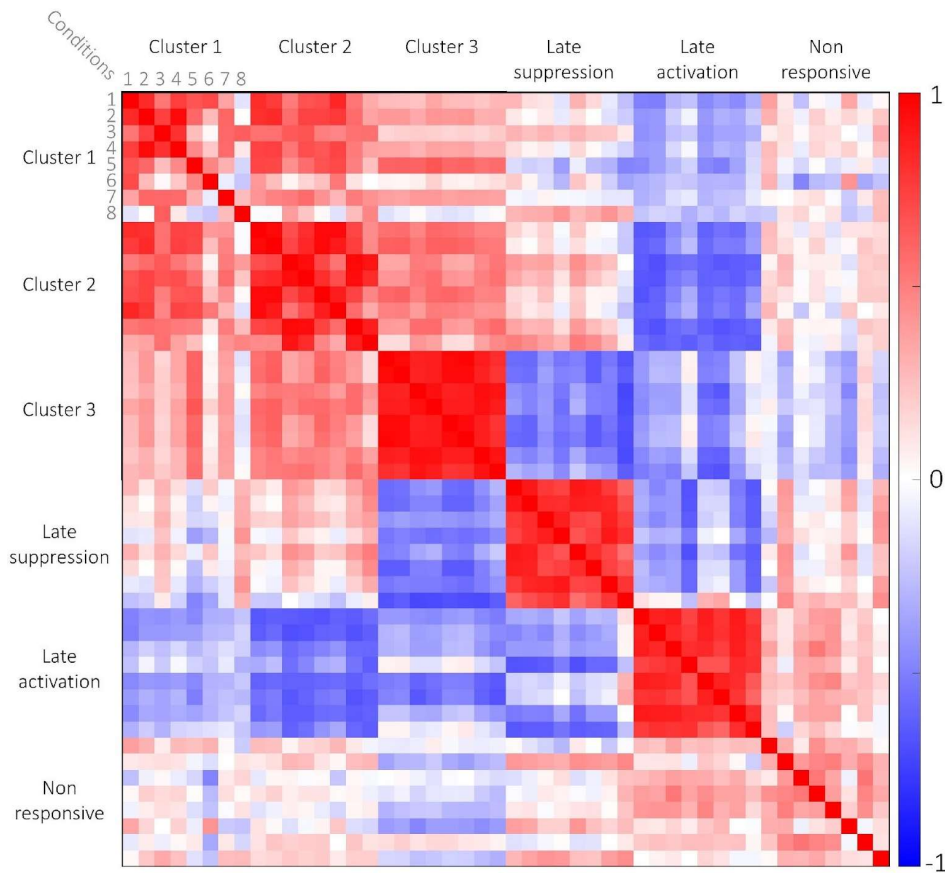 Conditions
Cluster 1
Cluster 2
Cluster 3
Late
suppression
Late
activation
Non
responsive
1 2 3 4 5 6 7 8
1
2
3
4
5
6
7
8
Cluster 1
Cluster 2
Cluster 3
Late
suppression
Late
activation
Non
responsive
1
0
-1